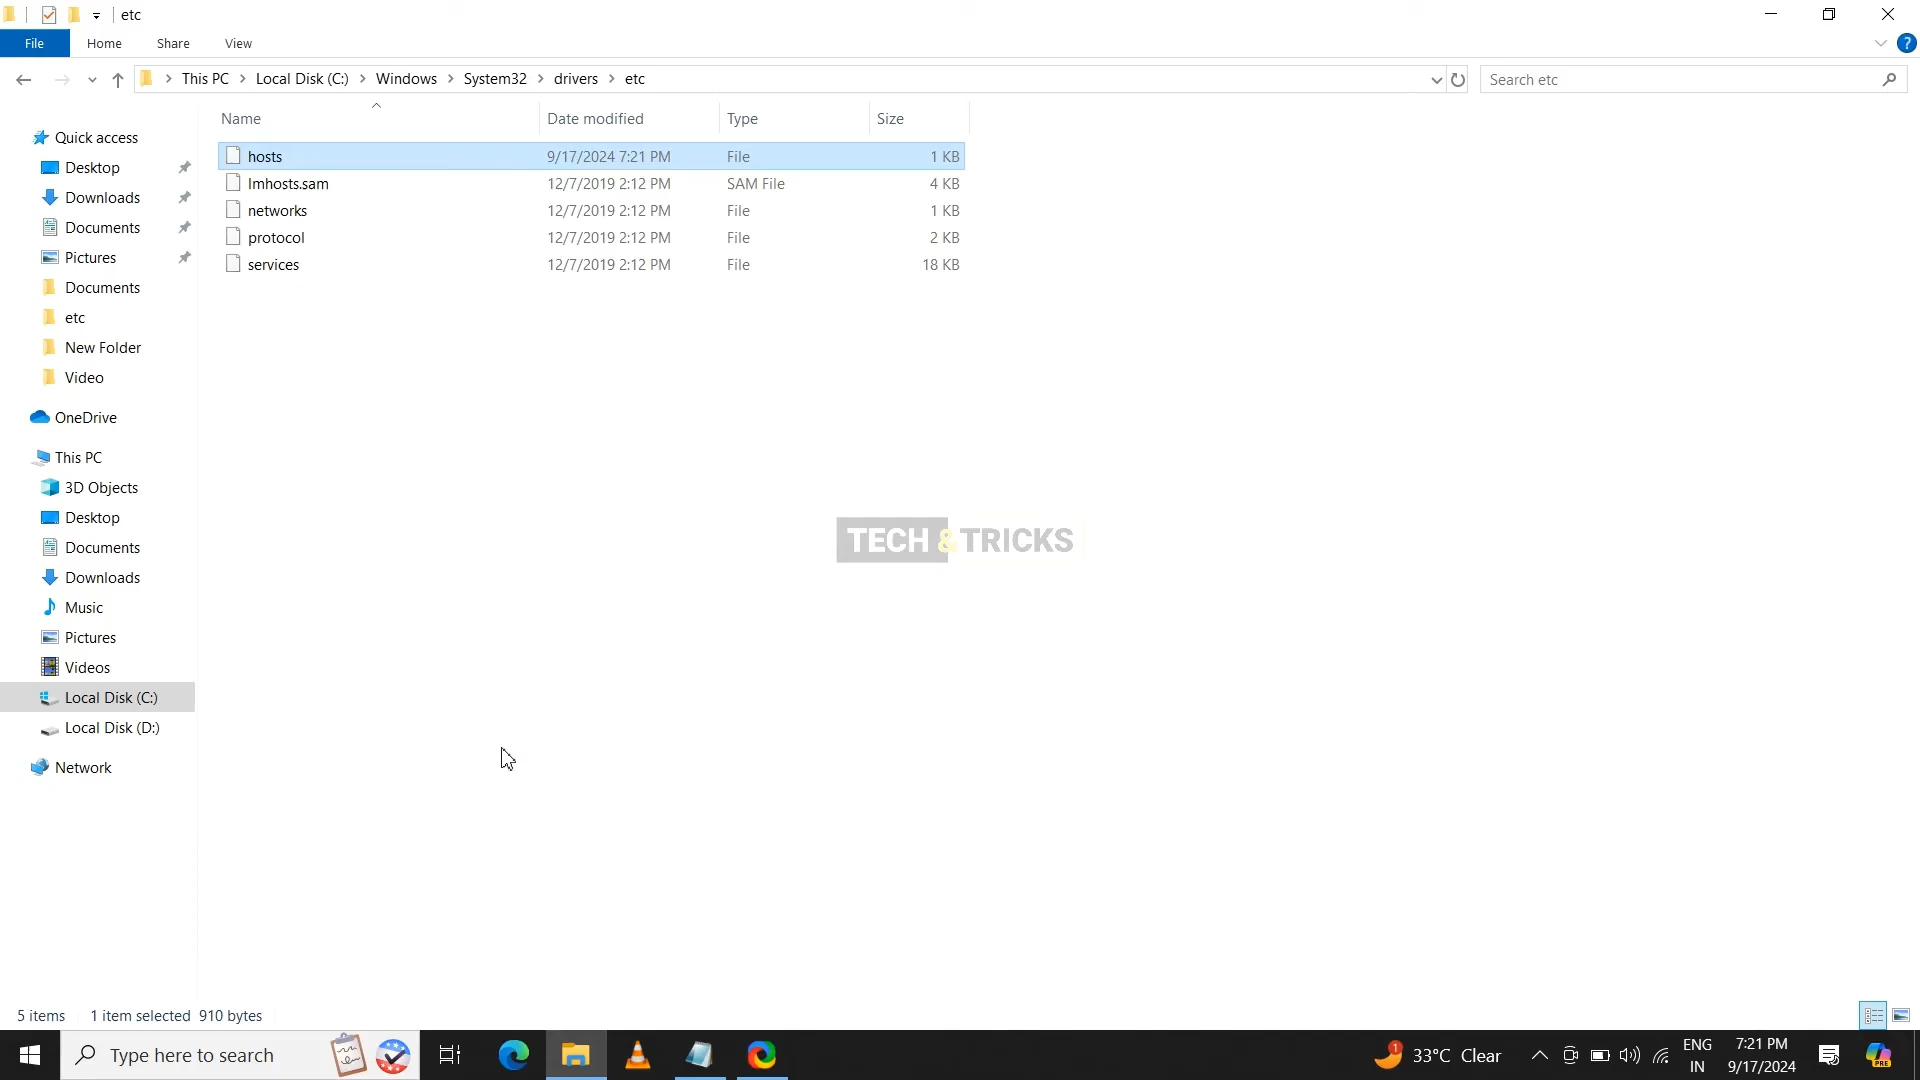 etc
File Home Share View
This PC Local Disk (C:) Windows System32 drivers etc
Search etc
Name Date modified Type Size
Quick access
Desktop
Downloads
Documents
Pictures
Documents
etc
New Folder
Video
OneDrive
This PC
3D Objects
Desktop
Documents
Downloads
Music
Pictures
Videos
Local Disk (C:)
Local Disk (D:)
Network
hosts 9/17/2024 7:21 PM File 1 KB
lmhosts.sam 12/7/2019 2:12 PM SAM File 4 KB
networks 12/7/2019 2:12 PM File 1 KB
protocol 12/7/2019 2:12 PM File 2 KB
services 12/7/2019 2:12 PM File 18 KB
TECH & TRICKS
5 items 1 item selected 910 bytes
Type here to search
1
33°C Clear
ENG
IN
7:21 PM
9/17/2024
PRE
?